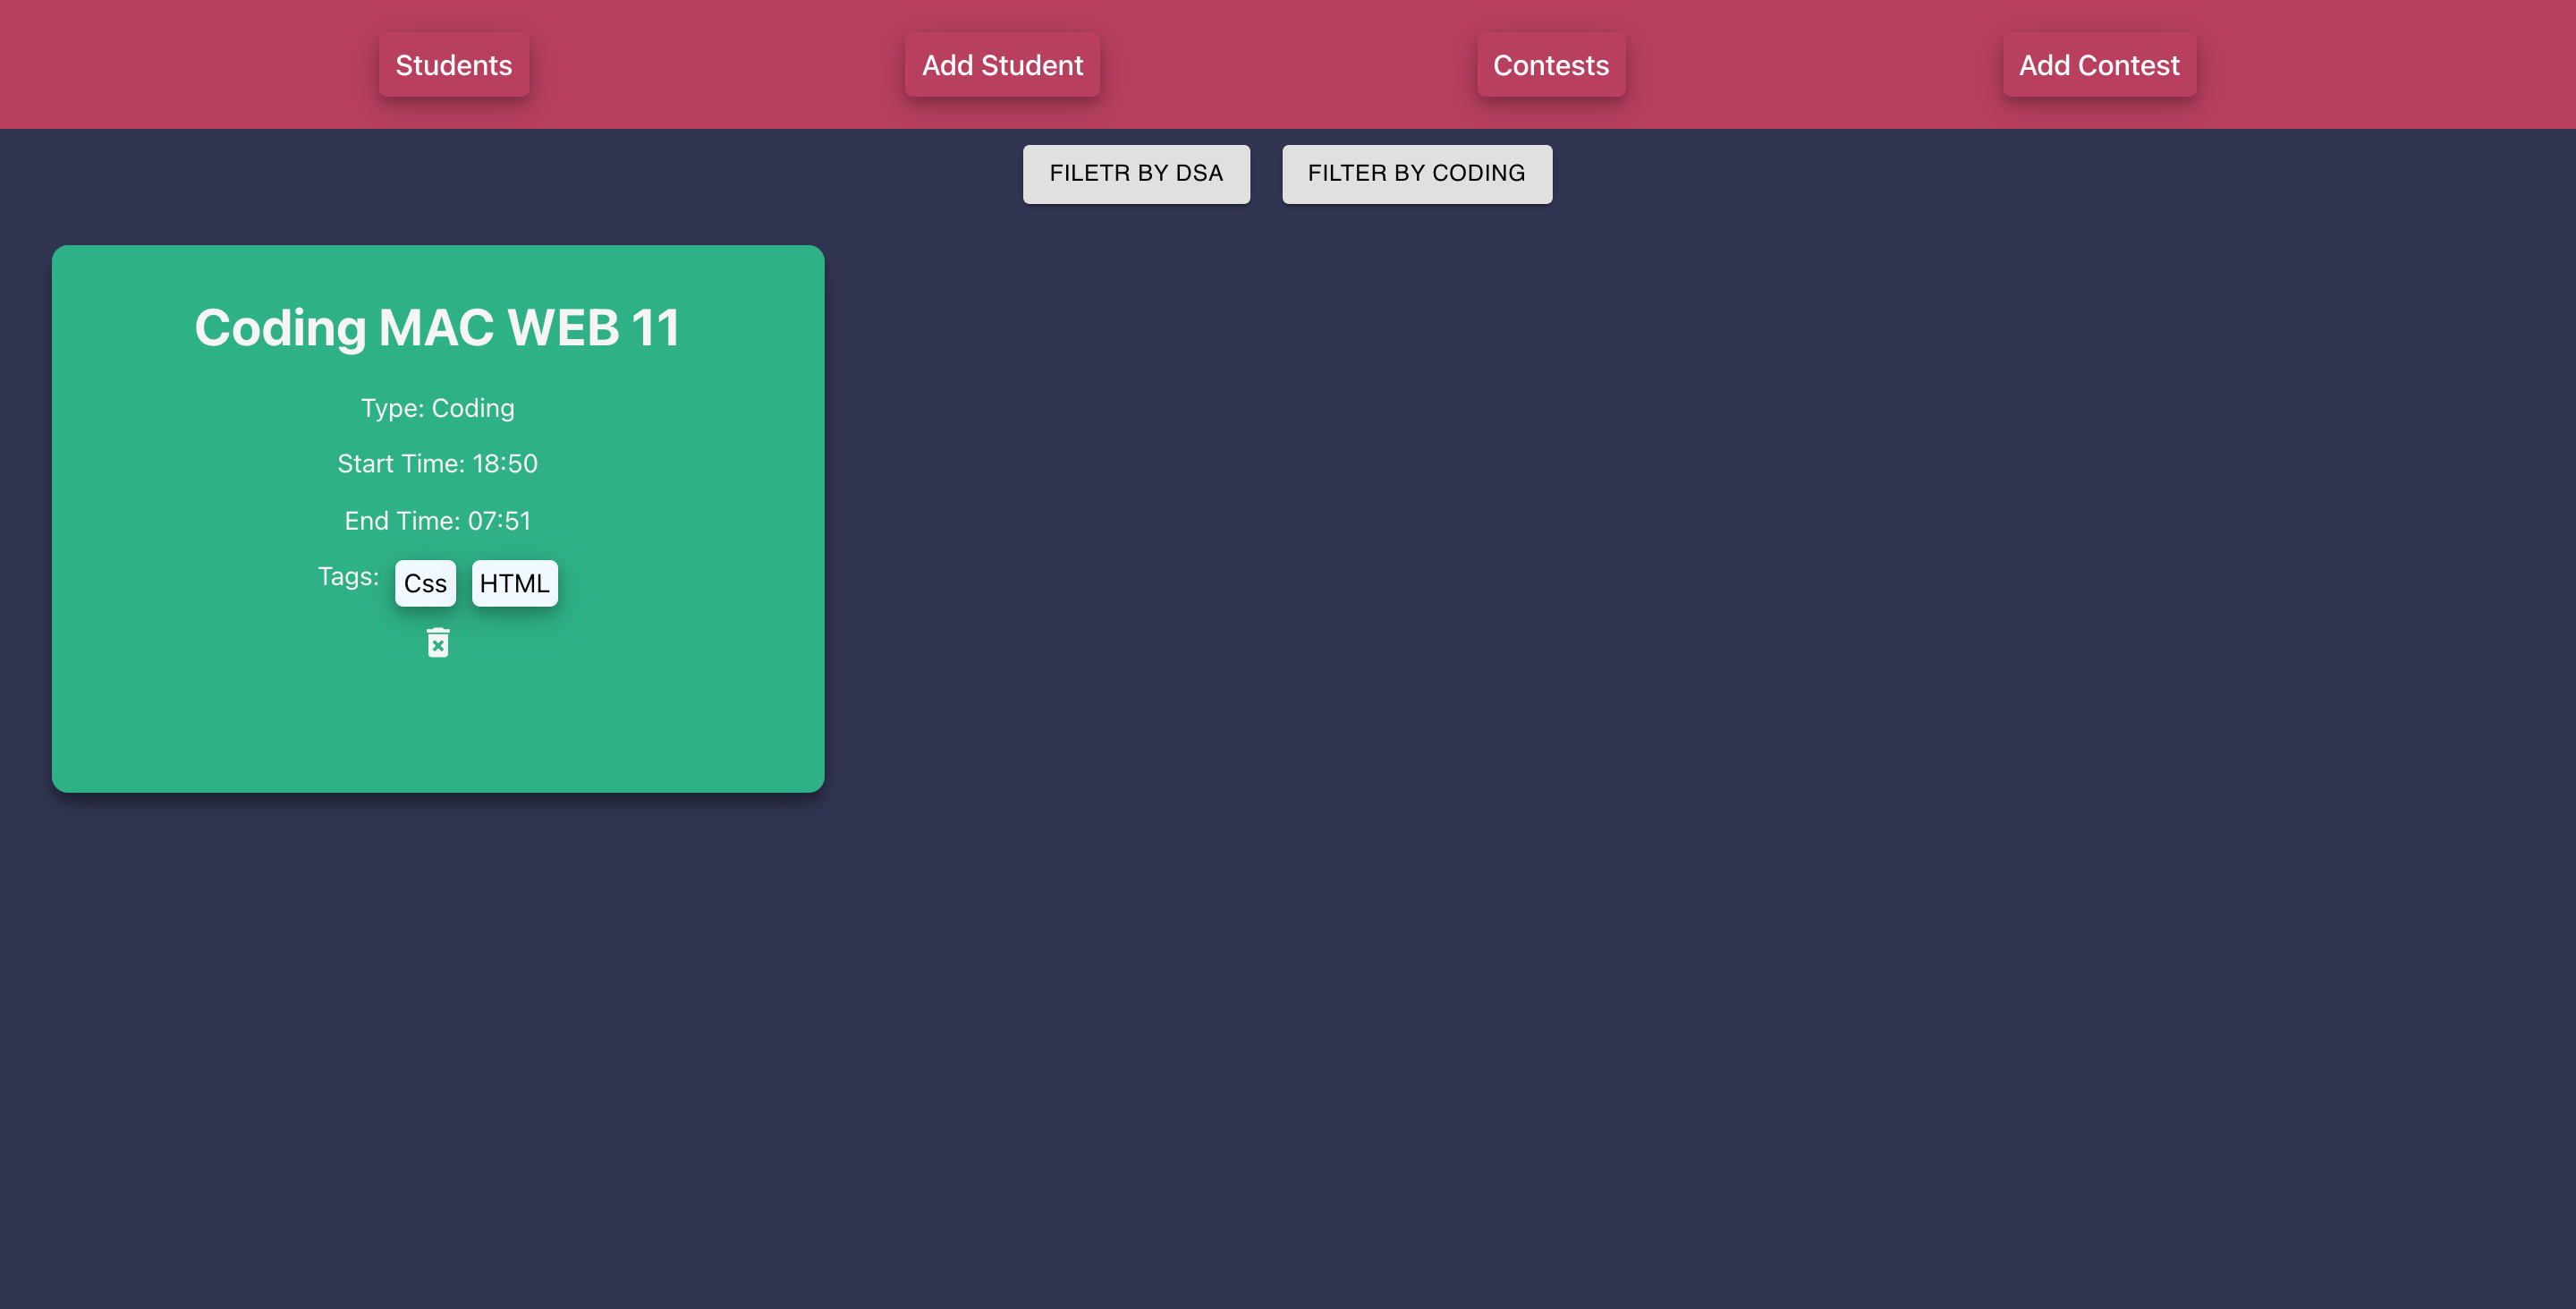 Students Add Student Contests Add Contest
FILETR BY DSA FILTER BY CODING
Coding MAC WEB 11
Type: Coding
Start Time: 18:50
End Time: 07:51
Tags: Css HTML